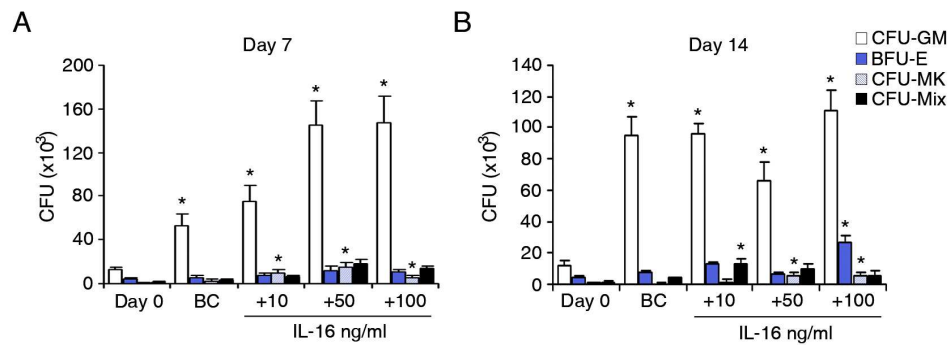 A
Day 7
200
160
120
80
40
0
CFU (x10³)
* * * * * * *
Day 0 BC +10 +50 +100
IL-16 ng/ml
B
Day 14
140
120
100
80
60
40
20
0
CFU (x10³)
* * * * * * * *
Day 0 BC +10 +50 +100
IL-16 ng/ml
CFU-GM
BFU-E
CFU-MK
CFU-Mix